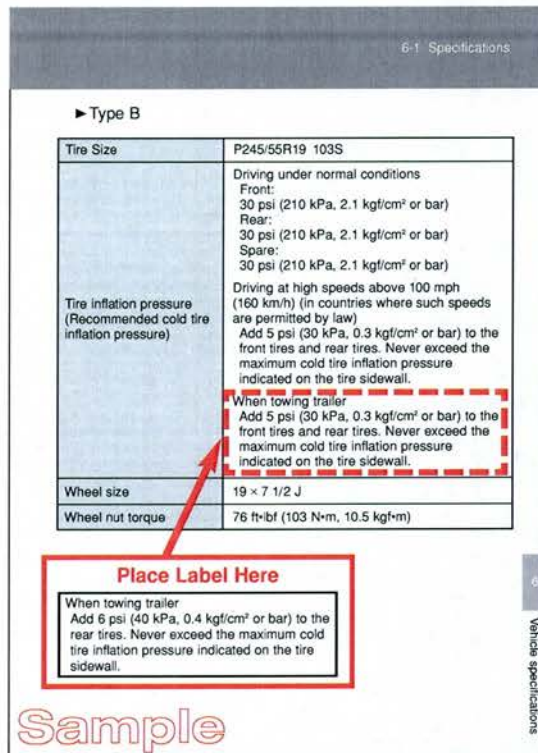 6-1 Specifications
►Type B
Tire Size
P245/55R19 103S
Tire inflation pressure
(Recommended cold tire
inflation pressure)
Driving under normal conditions
Front:
30 psi (210 kPa, 2.1 kgf/cm² or bar)
Rear:
30 psi (210 kPa, 2.1 kgf/cm² or bar)
Spare:
30 psi (210 kPa, 2.1 kgf/cm² or bar)
Driving at high speeds above 100 mph
(160 km/h) (in countries where such speeds
are permitted by law)
Add 5 psi (30 kPa, 0.3 kgf/cm² or bar) to the
front tires and rear tires. Never exceed the
maximum cold tire inflation pressure
indicated on the tire sidewall.
When towing trailer
Add 5 psi (30 kPa, 0.3 kgf/cm² or bar) to the
front tires and rear tires. Never exceed the
maximum cold tire inflation pressure
indicated on the tire sidewall.
Wheel size
19 × 7 1/2 J
Wheel nut torque
76 ft•lbf (103 N•m, 10.5 kgf•m)
Place Label Here
When towing trailer
Add 6 psi (40 kPa, 0.4 kgf/cm² or bar) to the
rear tires. Never exceed the maximum cold
tire inflation pressure indicated on the tire
sidewall.
6
Vehicle specifications
Sample